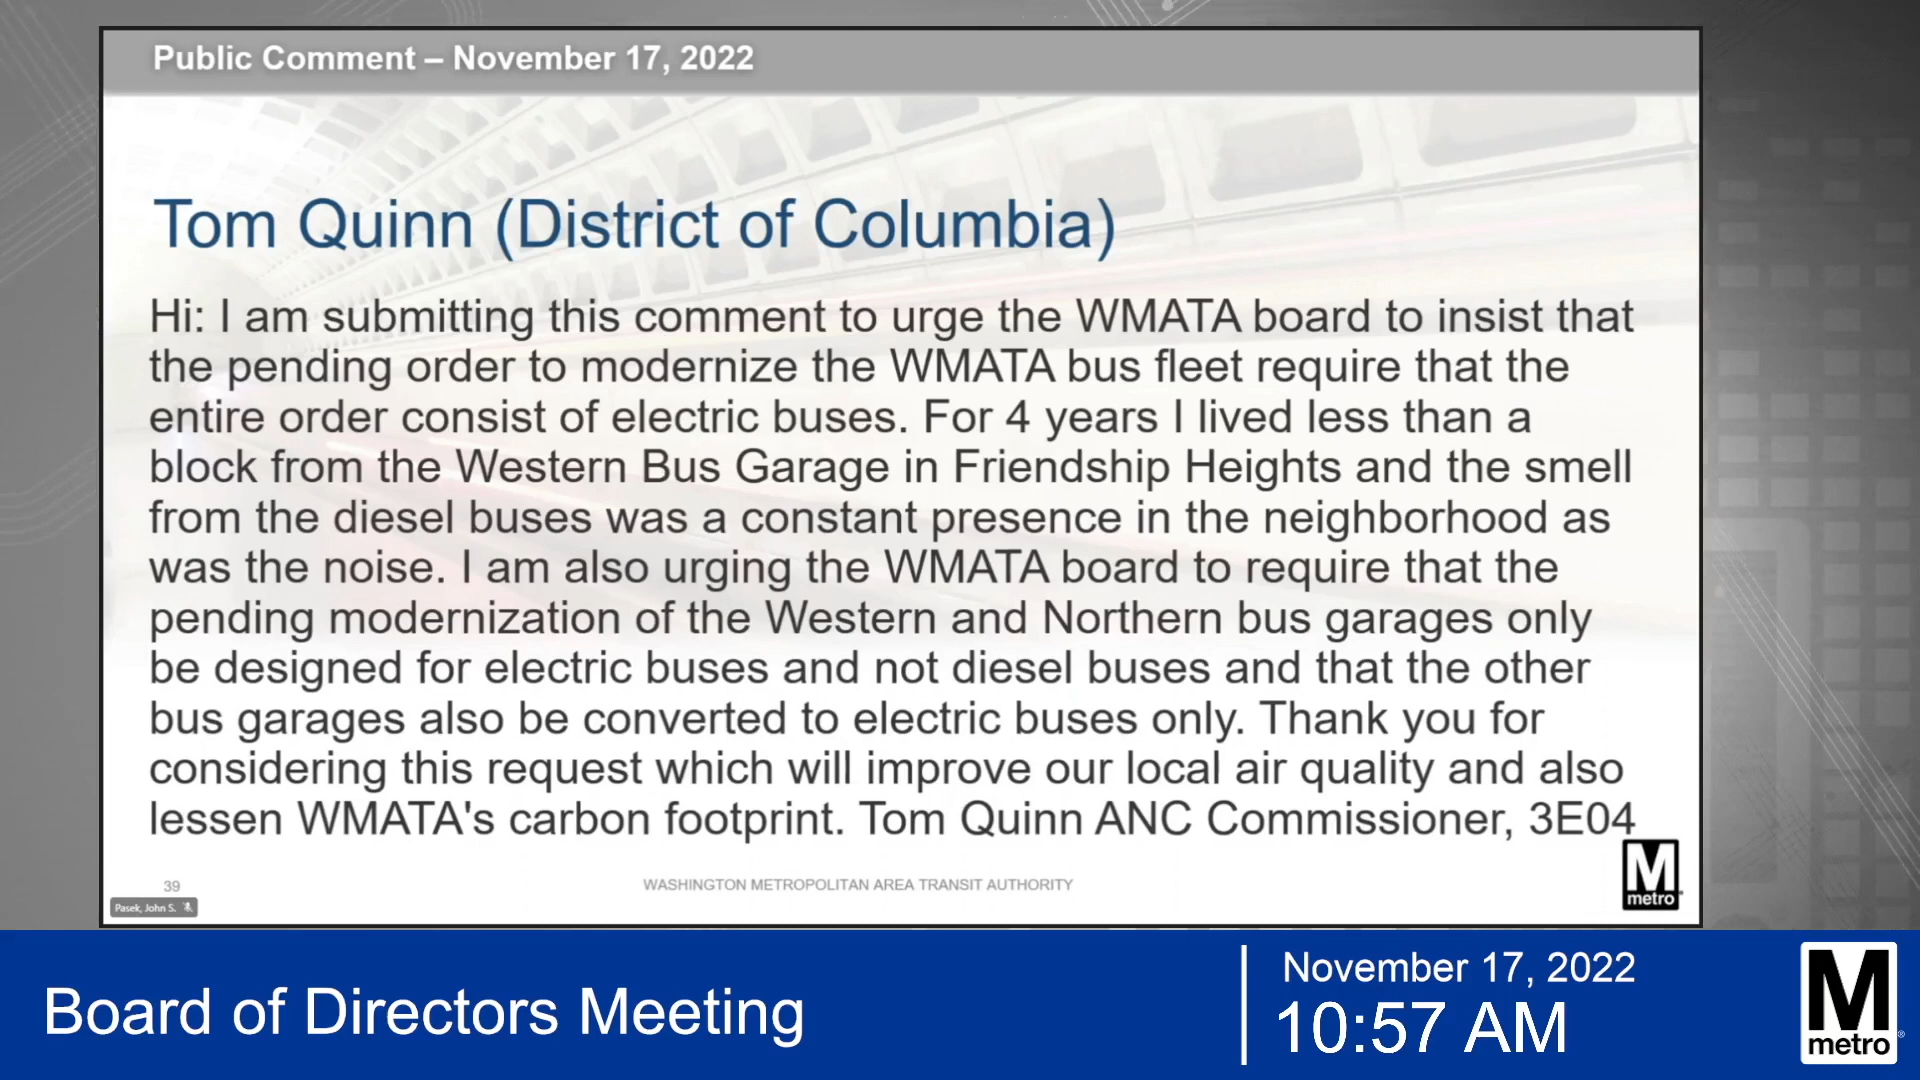 Public Comment – November 17, 2022
Tom Quinn (District of Columbia)
Hi: I am submitting this comment to urge the WMATA board to insist that
the pending order to modernize the WMATA bus fleet require that the
entire order consist of electric buses. For 4 years I lived less than a
block from the Western Bus Garage in Friendship Heights and the smell
from the diesel buses was a constant presence in the neighborhood as
was the noise. I am also urging the WMATA board to require that the
pending modernization of the Western and Northern bus garages only
be designed for electric buses and not diesel buses and that the other
bus garages also be converted to electric buses only. Thank you for
considering this request which will improve our local air quality and also
lessen WMATA's carbon footprint. Tom Quinn ANC Commissioner, 3E04
39
WASHINGTON METROPOLITAN AREA TRANSIT AUTHORITY
M
metro
Pasek, John S.
Board of Directors Meeting
November 17, 2022
10:57 AM
M
metro®